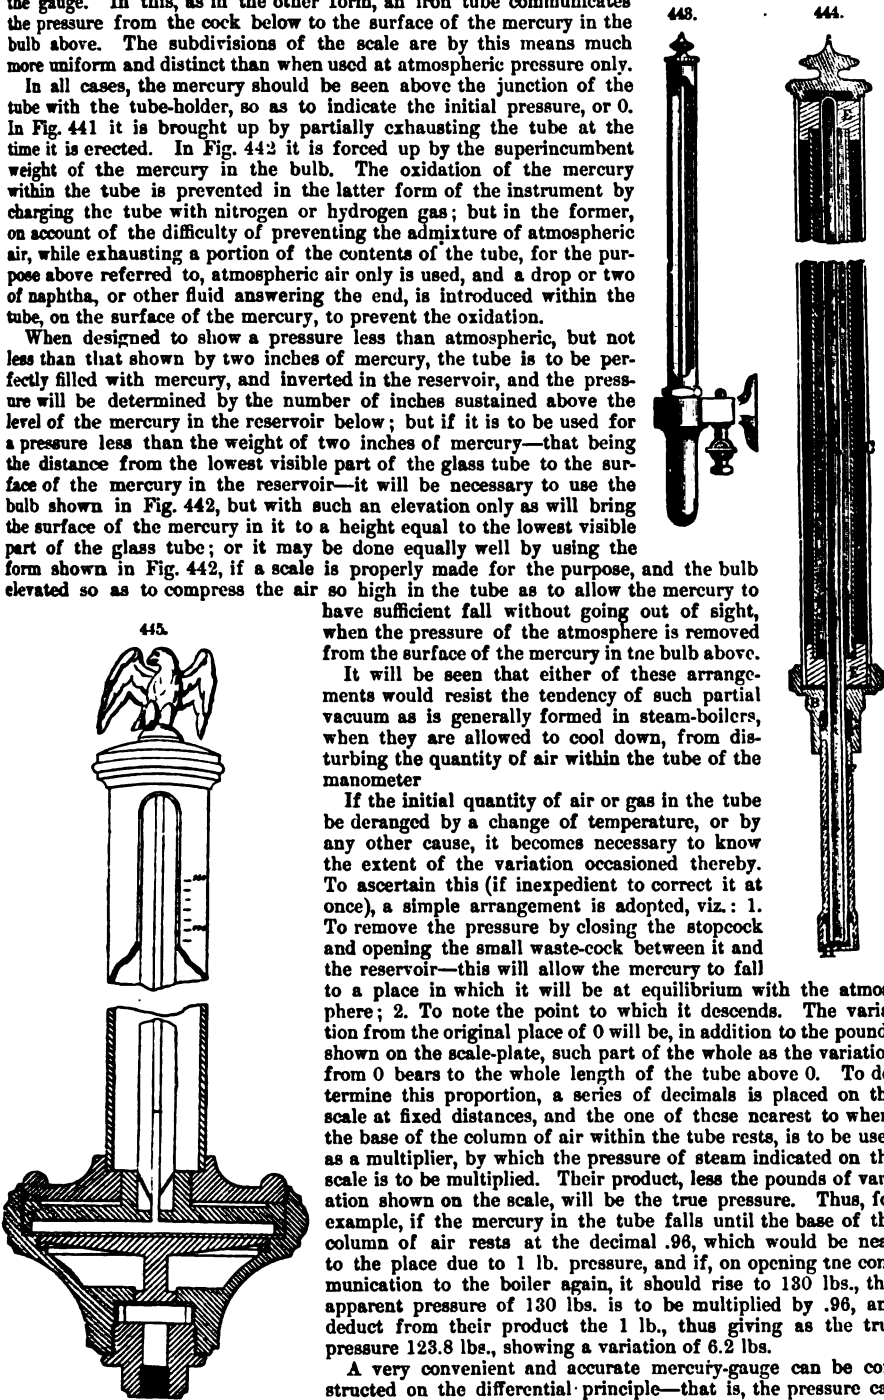 the gauge. In this, as in the other form, an iron tube communicates
the pressure from the cock below to the surface of the mercury in the
bulb above. The subdivisions of the scale are by this means much
more uniform and distinct than when used at atmospheric pressure only.
In all cases, the mercury should be seen above the junction of the
tube with the tube-holder, so as to indicate the initial pressure, or 0.
In Fig. 441 it is brought up by partially exhausting the tube at the
time it is erected. In Fig. 442 it is forced up by the superincumbent
weight of the mercury in the bulb. The oxidation of the mercury
within the tube is prevented in the latter form of the instrument by
charging the tube with nitrogen or hydrogen gas; but in the former,
on account of the difficulty of preventing the admixture of atmospheric
air, while exhausting a portion of the contents of the tube, for the pur-
pose above referred to, atmospheric air only is used, and a drop or two
of naphtha, or other fluid answering the end, is introduced within the
tube, on the surface of the mercury, to prevent the oxidation.
When designed to show a pressure less than atmospheric, but not
less than that shown by two inches of mercury, the tube is to be per-
fectly filled with mercury, and inverted in the reservoir, and the press-
ure will be determined by the number of inches sustained above the
level of the mercury in the reservoir below; but if it is to be used for
a pressure less than the weight of two inches of mercury—that being
the distance from the lowest visible part of the glass tube to the sur-
face of the mercury in the reservoir—it will be necessary to use the
bulb shown in Fig. 442, but with such an elevation only as will bring
the surface of the mercury in it to a height equal to the lowest visible
part of the glass tube; or it may be done equally well by using the
form shown in Fig. 442, if a scale is properly made for the purpose, and the bulb
elevated so as to compress the air so high in the tube as to allow the mercury to
have sufficient fall without going out of sight,
when the pressure of the atmosphere is removed
from the surface of the mercury in tne bulb above.
It will be seen that either of these arrange-
ments would resist the tendency of such partial
vacuum as is generally formed in steam-boilers,
when they are allowed to cool down, from dis-
turbing the quantity of air within the tube of the
manometer
If the initial quantity of air or gas in the tube
be deranged by a change of temperature, or by
any other cause, it becomes necessary to know
the extent of the variation occasioned thereby.
To ascertain this (if inexpedient to correct it at
once), a simple arrangement is adopted, viz.: 1.
To remove the pressure by closing the stopcock
and opening the small waste-cock between it and
the reservoir—this will allow the mercury to fall
to a place in which it will be at equilibrium with the atmos
phere; 2. To note the point to which it descends. The varia
tion from the original place of 0 will be, in addition to the pound
shown on the scale-plate, such part of the whole as the variatio
from 0 bears to the whole length of the tube above 0. To de
termine this proportion, a series of decimals is placed on th
scale at fixed distances, and the one of these nearest to wher
the base of the column of air within the tube rests, is to be use
as a multiplier, by which the pressure of steam indicated on th
scale is to be multiplied. Their product, less the pounds of var
ation shown on the scale, will be the true pressure. Thus, fo
example, if the mercury in the tube falls until the base of th
column of air rests at the decimal .96, which would be nea
to the place due to 1 lb. pressure, and if, on opening tne com
munication to the boiler again, it should rise to 130 lbs., th
apparent pressure of 130 lbs. is to be multiplied by .96, an
deduct from their product the 1 lb., thus giving as the tru
pressure 123.8 lbs., showing a variation of 6.2 lbs.
A very convenient and accurate mercury-gauge can be co
structed on the differential principle—that is, the pressure
443.
444.
E
B
445.